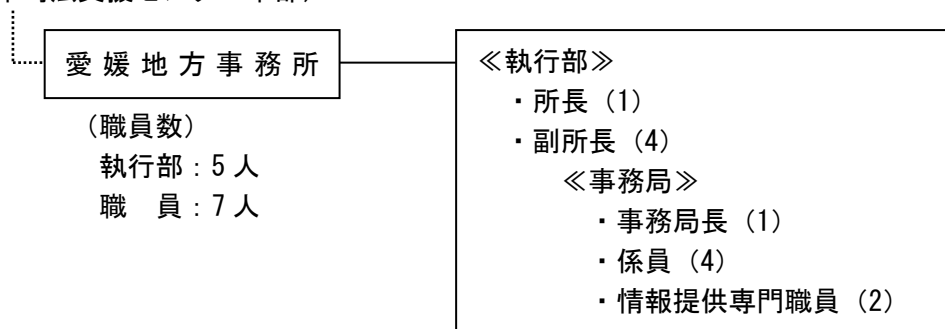 愛媛地方事務所
（職員数）
執行部：5人
職　員：7人
≪執行部≫
・所長（1）
・副所長（4）
≪事務局≫
・事務局長（1）
・係員（4）
・情報提供専門職員（2）